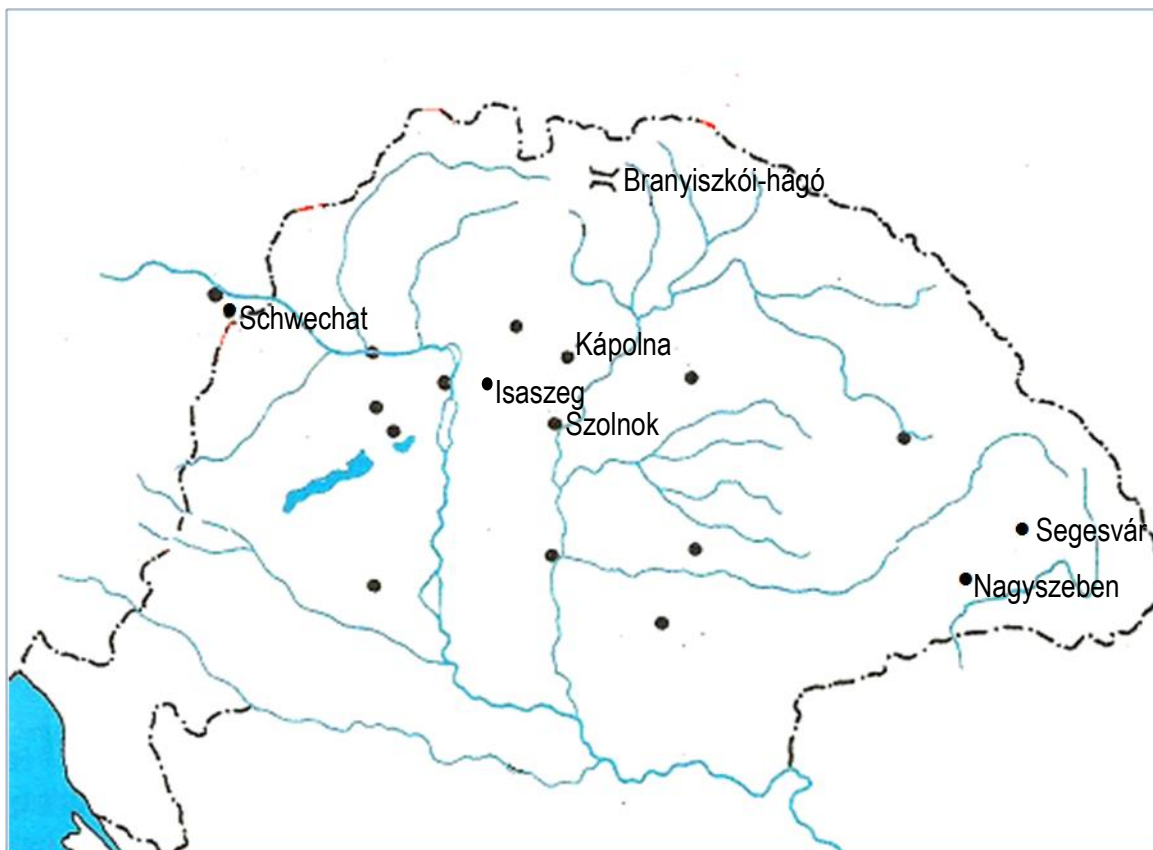 Branyiszkói-hágó
Schwechat
Kápolna
Isaszeg
Szolnok
Segesvár
Nagyszeben